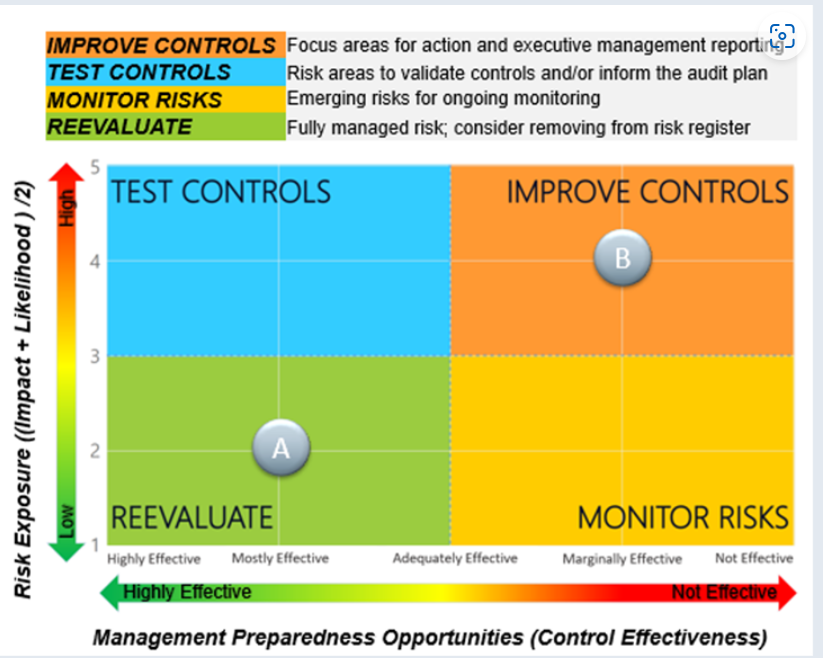 IMPROVE CONTROLS Focus areas for action and executive management reporting
TEST CONTROLS Risk areas to validate controls and/or inform the audit plan
MONITOR RISKS Emerging risks for ongoing monitoring
REEVALUATE Fully managed risk; consider removing from risk register
Risk Exposure ((Impact + Likelihood ) /2)
High
Low
5
4
3
2
1
TEST CONTROLS
IMPROVE CONTROLS
B
A
REEVALUATE
MONITOR RISKS
Highly Effective Mostly Effective Adequately Effective Marginally Effective Not Effective
Highly Effective Not Effective
Management Preparedness Opportunities (Control Effectiveness)